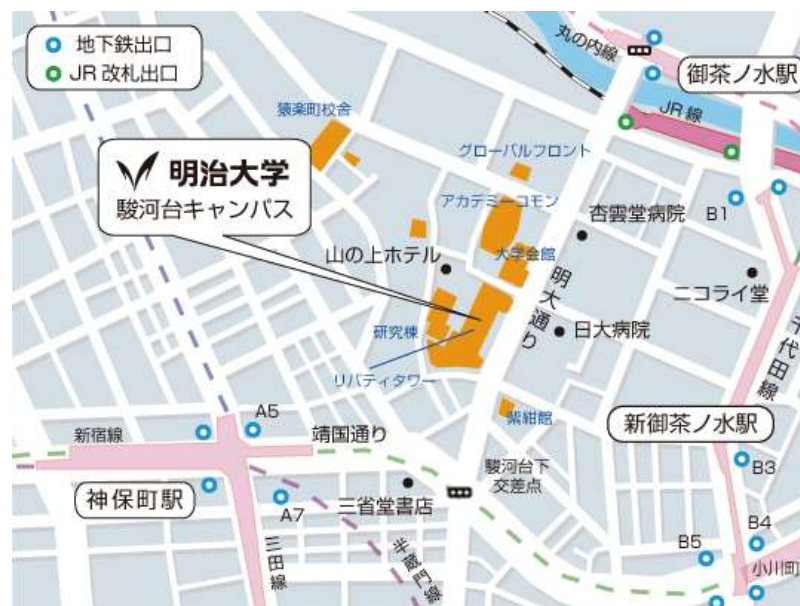 地下鉄出口
JR改札出口
丸の内線
御茶ノ水駅
JR線
猿楽町校舎
グローバルフロント
明治大学
駿河台キャンパス
アカデミーコモン
杏雲堂病院
B1
山の上ホテル
大学会館
ニコライ堂
明大通り
日大病院
研究棟
千代田線
リバティタワー
紫紺館
新御茶ノ水駅
A5
新宿線
靖国通り
駿河台下
交差点
B3
神保町駅
A7
三省堂書店
三田線
半蔵門線
B4
B5
小川町